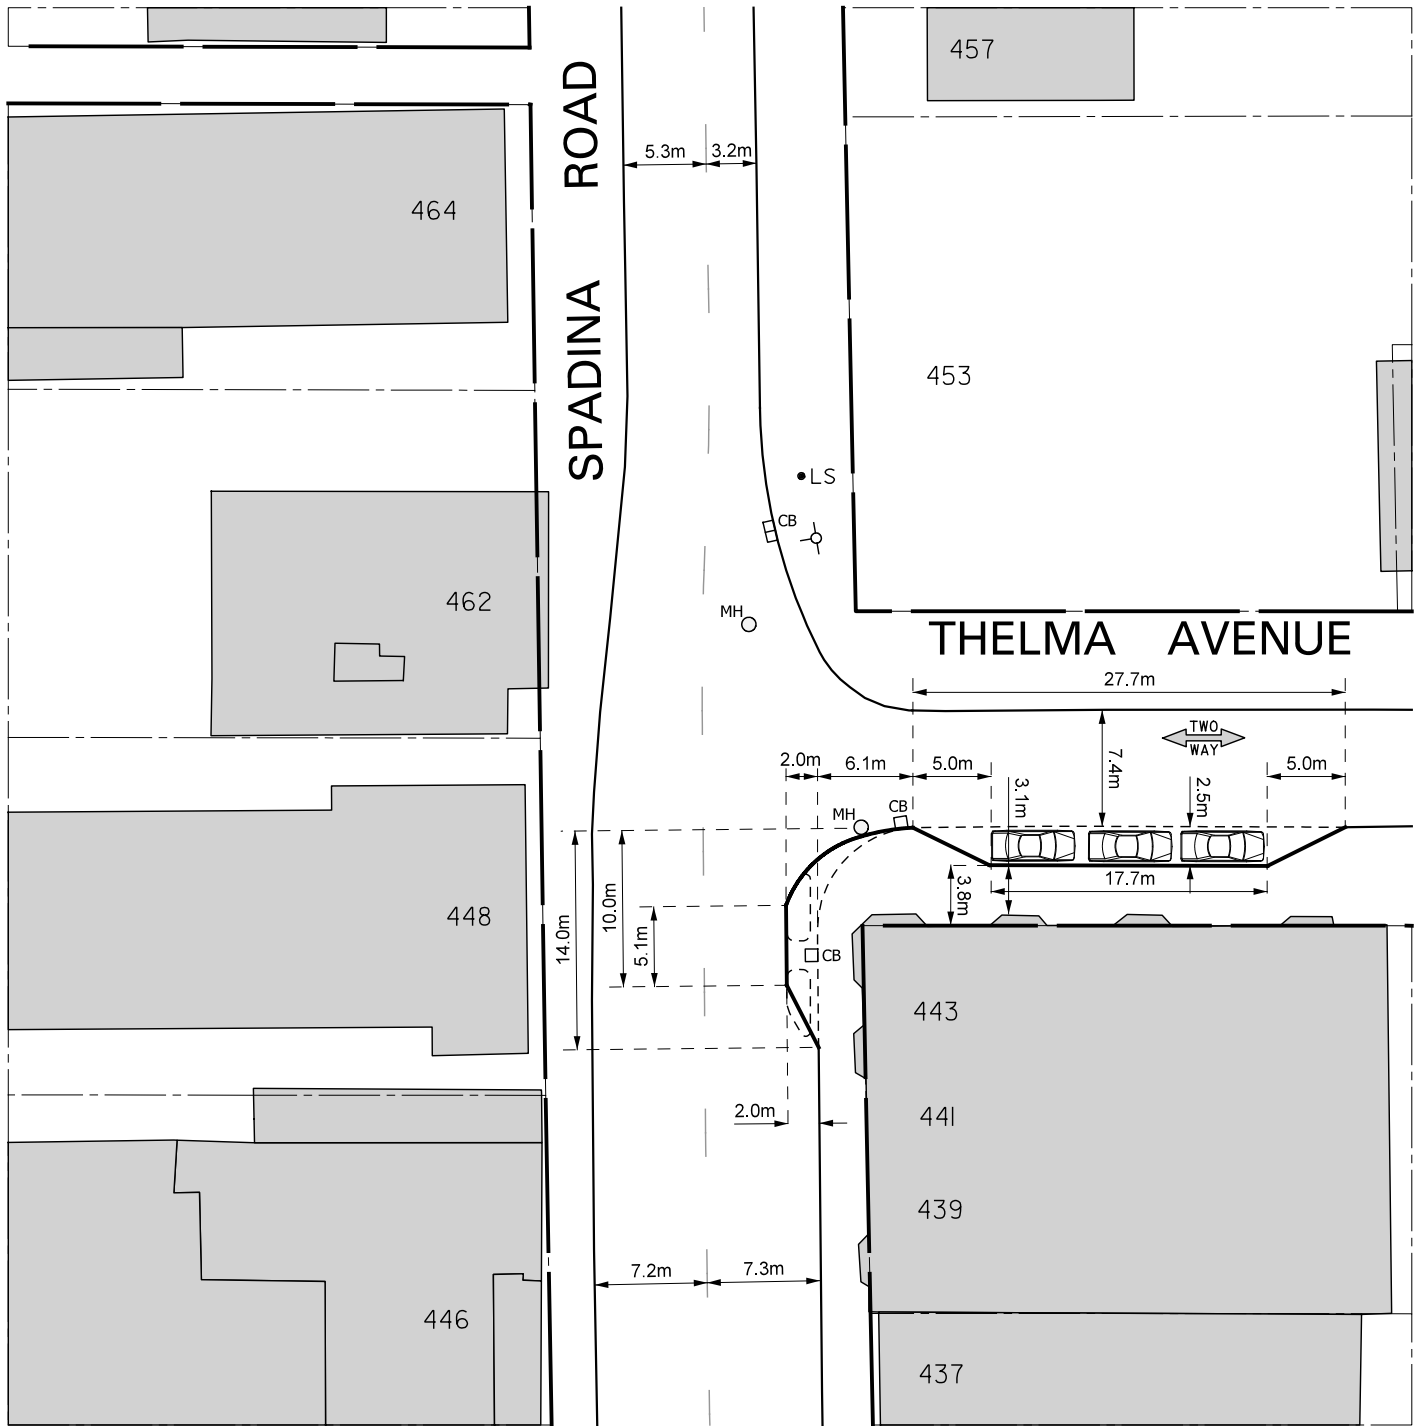 457
ROAD
5.3m
3.2m
464
SPADINA
453
LS
CB
462
MH
THELMA AVENUE
27.7m
TWO
WAY
7.4m
2.0m
6.1m
5.0m
3.1m
2.5m
5.0m
MH
CB
17.7m
3.8m
448
14.0m
10.0m
5.1m
CB
443
2.0m
441
439
7.2m
7.3m
446
437